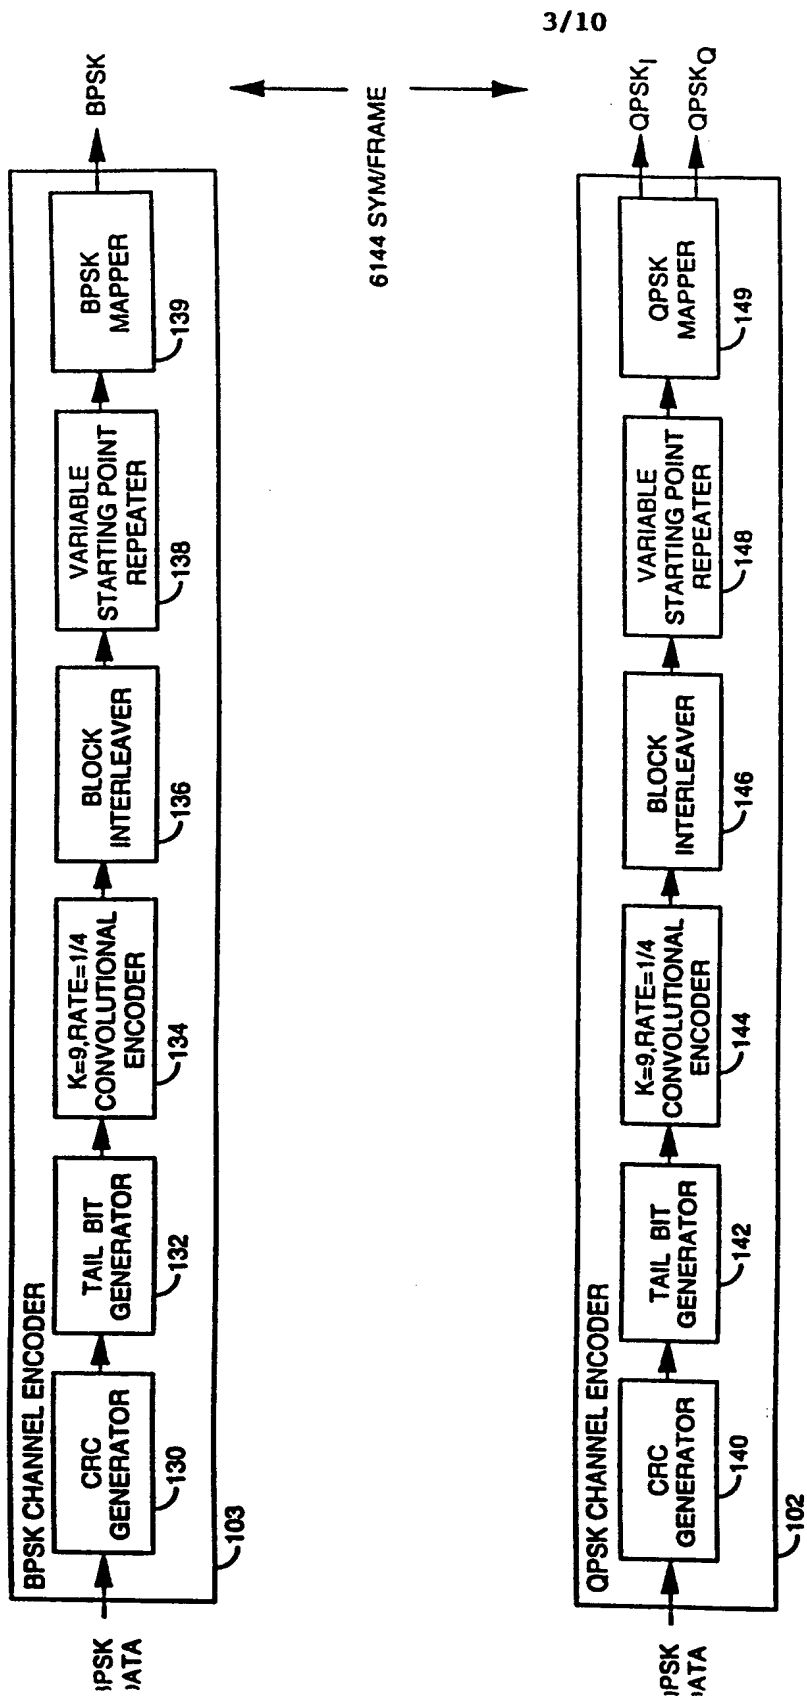 3/10
BPSK CHANNEL ENCODER
CRC
GENERATOR
130
TAIL BIT
GENERATOR
132
K=9,RATE=1/4
CONVOLUTIONAL
ENCODER
134
BLOCK
INTERLEAVER
136
VARIABLE
STARTING POINT
REPEATER
138
BPSK
MAPPER
139
BPSK
103
6144 SYM/FRAME
QPSK CHANNEL ENCODER
CRC
GENERATOR
140
TAIL BIT
GENERATOR
142
K=9,RATE=1/4
CONVOLUTIONAL
ENCODER
144
BLOCK
INTERLEAVER
146
VARIABLE
STARTING POINT
REPEATER
148
QPSK
MAPPER
149
QPSKI
QPSKQ
102